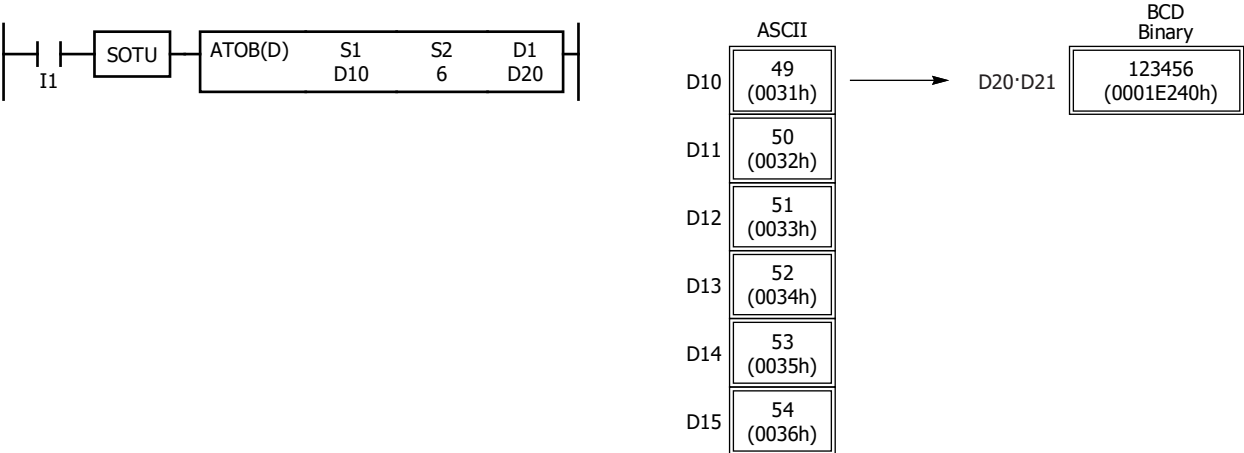 I1
SOTU
ATOB(D) S1 S2 D1
D10 6 D20
ASCII
BCD
Binary
D10
49
(0031h)
D20·D21
123456
(0001E240h)
D11
50
(0032h)
D12
51
(0033h)
D13
52
(0034h)
D14
53
(0035h)
D15
54
(0036h)